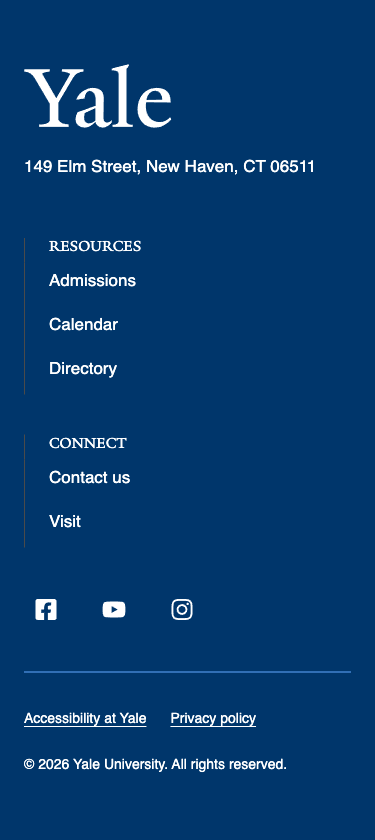 Yale
149 Elm Street, New Haven, CT 06511
RESOURCES
Admissions
Calendar
Directory
CONNECT
Contact us
Visit
Accessibility at Yale Privacy policy
© 2026 Yale University. All rights reserved.